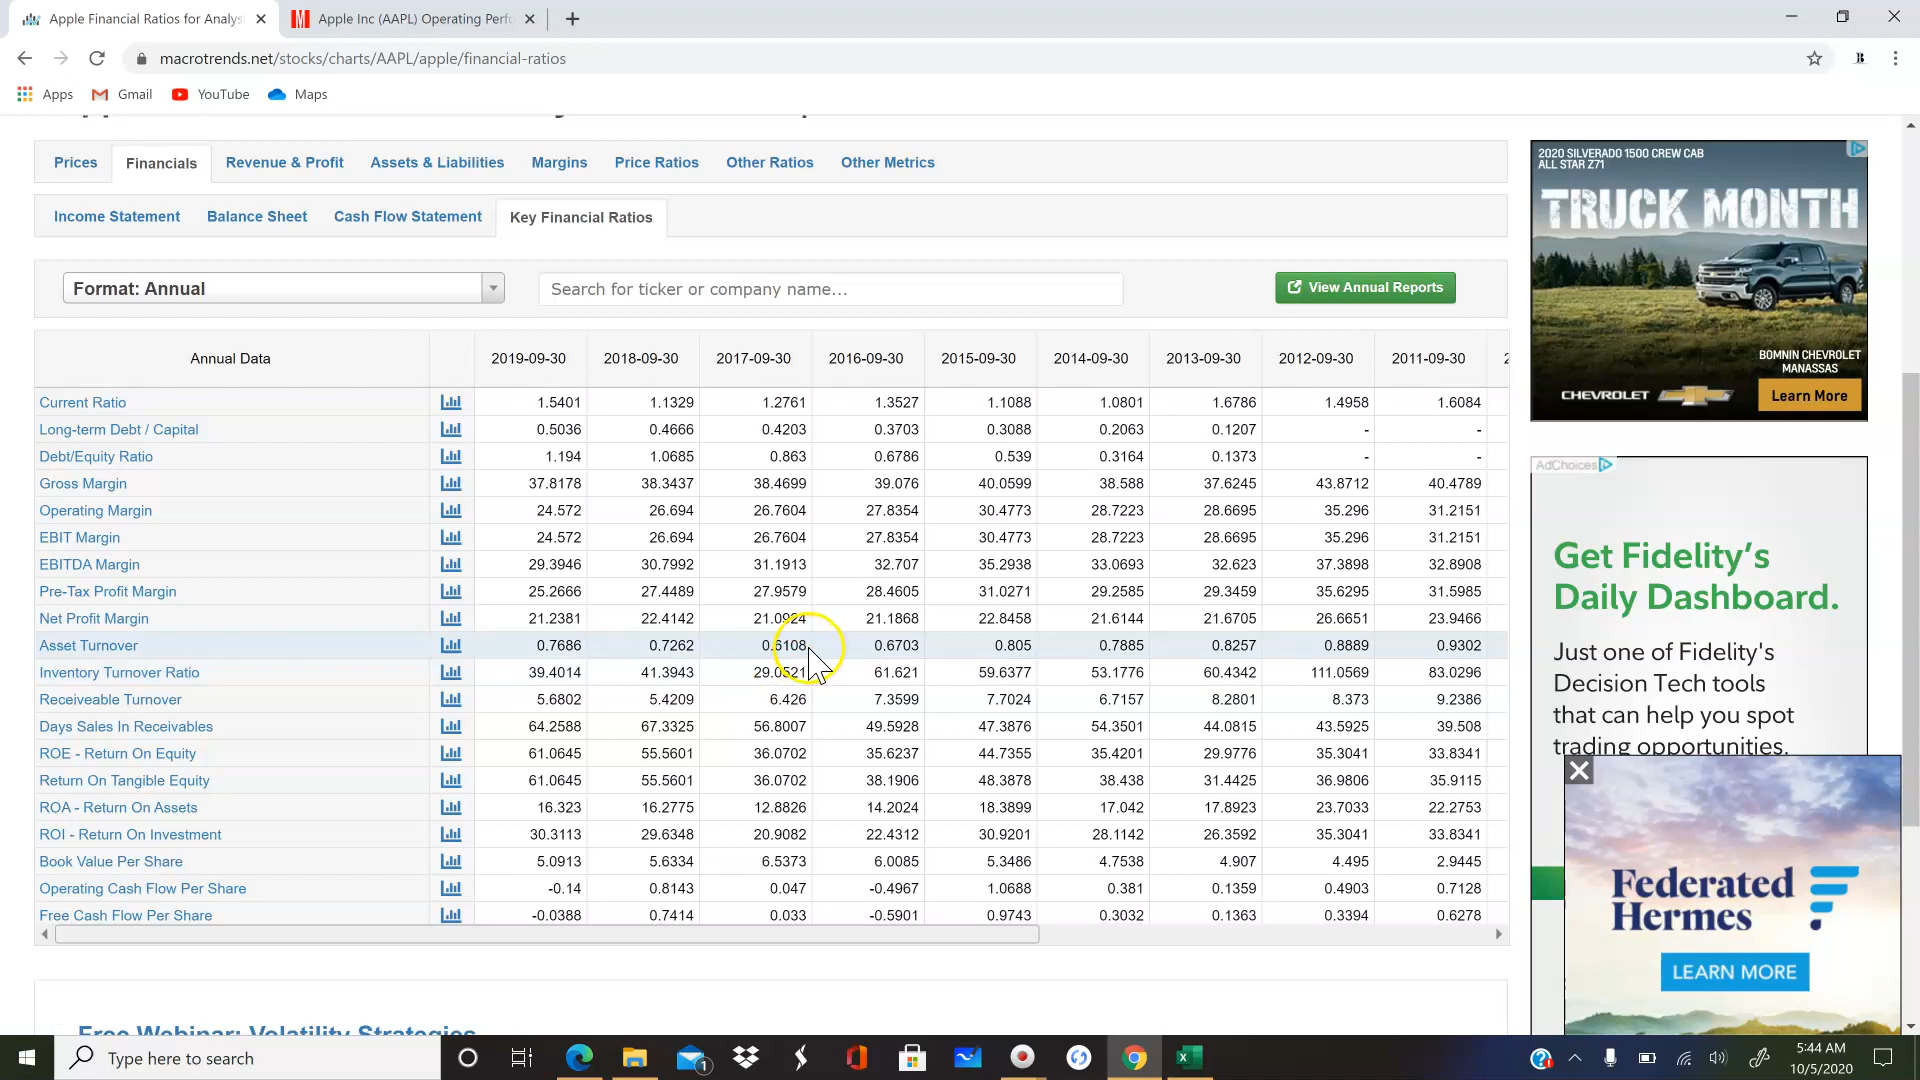 Apple Financial Ratios for Analys
Apple Inc (AAPL) Operating Perf
macrotrends.net/stocks/charts/AAPL/apple/financial-ratios
Apps Gmail YouTube Maps
Prices Financials Revenue & Profit Assets & Liabilities Margins Price Ratios Other Ratios Other Metrics
Income Statement Balance Sheet Cash Flow Statement Key Financial Ratios
Format: Annual Search for ticker or company name... View Annual Reports
Annual Data 2019-09-30 2018-09-30 2017-09-30 2016-09-30 2015-09-30 2014-09-30 2013-09-30 2012-09-30 2011-09-30 2
Current Ratio 1.5401 1.1329 1.2761 1.3527 1.1088 1.0801 1.6786 1.4958 1.6084
Long-term Debt / Capital 0.5036 0.4666 0.4203 0.3703 0.3088 0.2063 0.1207 - -
Debt/Equity Ratio 1.194 1.0685 0.863 0.6786 0.539 0.3164 0.1373 - -
Gross Margin 37.8178 38.3437 38.4699 39.076 40.0599 38.588 37.6245 43.8712 40.4789
Operating Margin 24.572 26.694 26.7604 27.8354 30.4773 28.7223 28.6695 35.296 31.2151
EBIT Margin 24.572 26.694 26.7604 27.8354 30.4773 28.7223 28.6695 35.296 31.2151
EBITDA Margin 29.3946 30.7992 31.1913 32.707 35.2938 33.0693 32.623 37.3898 32.8908
Pre-Tax Profit Margin 25.2666 27.4489 27.9579 28.4605 31.0271 29.2585 29.3459 35.6295 31.5985
Net Profit Margin 21.2381 22.4142 21.0924 21.1868 22.8458 21.6144 21.6705 26.6651 23.9466
Asset Turnover 0.7686 0.7262 0.6108 0.6703 0.805 0.7885 0.8257 0.8889 0.9302
Inventory Turnover Ratio 39.4014 41.3943 29.0521 61.621 59.6377 53.1776 60.4342 111.0569 83.0296
Receiveable Turnover 5.6802 5.4209 6.426 7.3599 7.7024 6.7157 8.2801 8.373 9.2386
Days Sales In Receivables 64.2588 67.3325 56.8007 49.5928 47.3876 54.3501 44.0815 43.5925 39.508
ROE - Return On Equity 61.0645 55.5601 36.0702 35.6237 44.7355 35.4201 29.9776 35.3041 33.8341
Return On Tangible Equity 61.0645 55.5601 36.0702 38.1906 48.3878 38.438 31.4425 36.9806 35.9115
ROA - Return On Assets 16.323 16.2775 12.8826 14.2024 18.3899 17.042 17.8923 23.7033 22.2753
ROI - Return On Investment 30.3113 29.6348 20.9082 22.4312 30.9201 28.1142 26.3592 35.3041 33.8341
Book Value Per Share 5.0913 5.6334 6.5373 6.0085 5.3486 4.7538 4.907 4.495 2.9445
Operating Cash Flow Per Share -0.14 0.8143 0.047 -0.4967 1.0688 0.381 0.1359 0.4903 0.7128
Free Cash Flow Per Share -0.0388 0.7414 0.033 -0.5901 0.9743 0.3032 0.1363 0.3394 0.6278
Free Webinar: Volatility Strategies
2020 SILVERADO 1500 CREW CAB
ALL STAR Z71
TRUCK MONTH
BOMNIN CHEVROLET
MANASSAS
CHEVROLET Learn More
AdChoices
Get Fidelity's
Daily Dashboard.
Just one of Fidelity's
Decision Tech tools
that can help you spot
trading opportunities.
Federated
Hermes
LEARN MORE
Type here to search
1
5:44 AM
10/5/2020